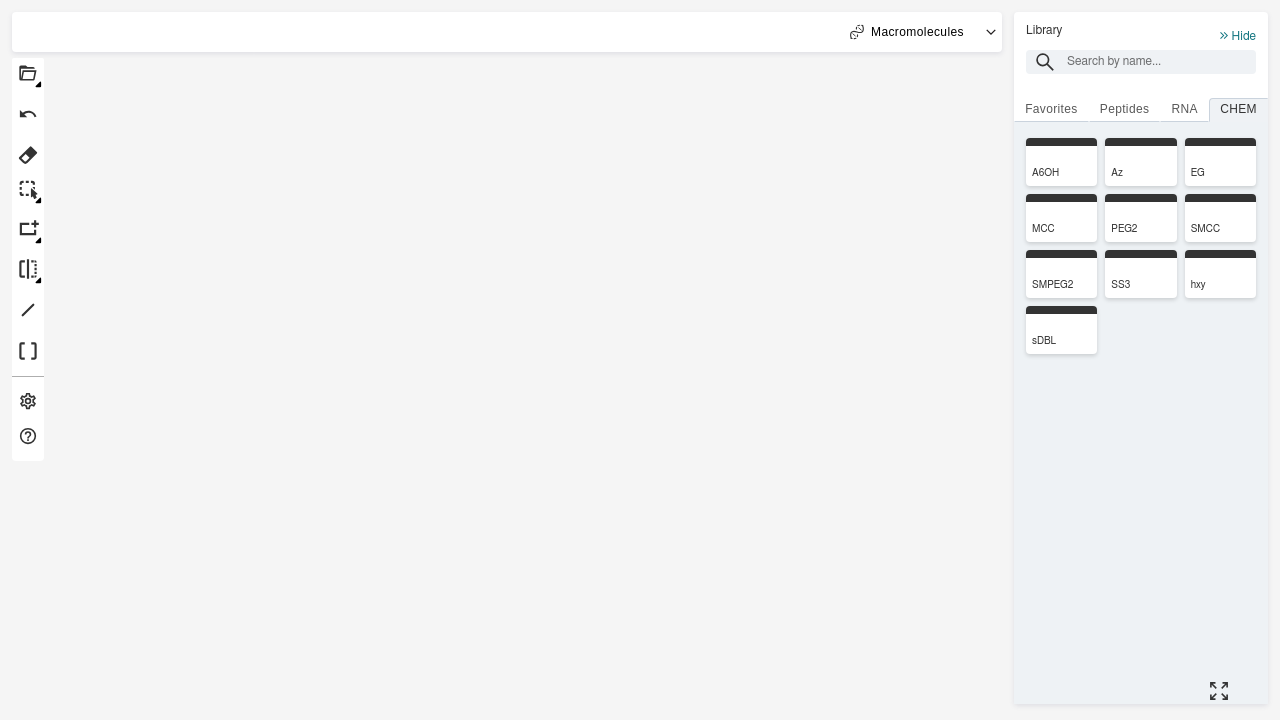 Macromolecules
Library
Hide
Search by name...
Favorites Peptides RNA CHEM
A6OH Az EG
MCC PEG2 SMCC
SMPEG2 SS3 hxy
sDBL